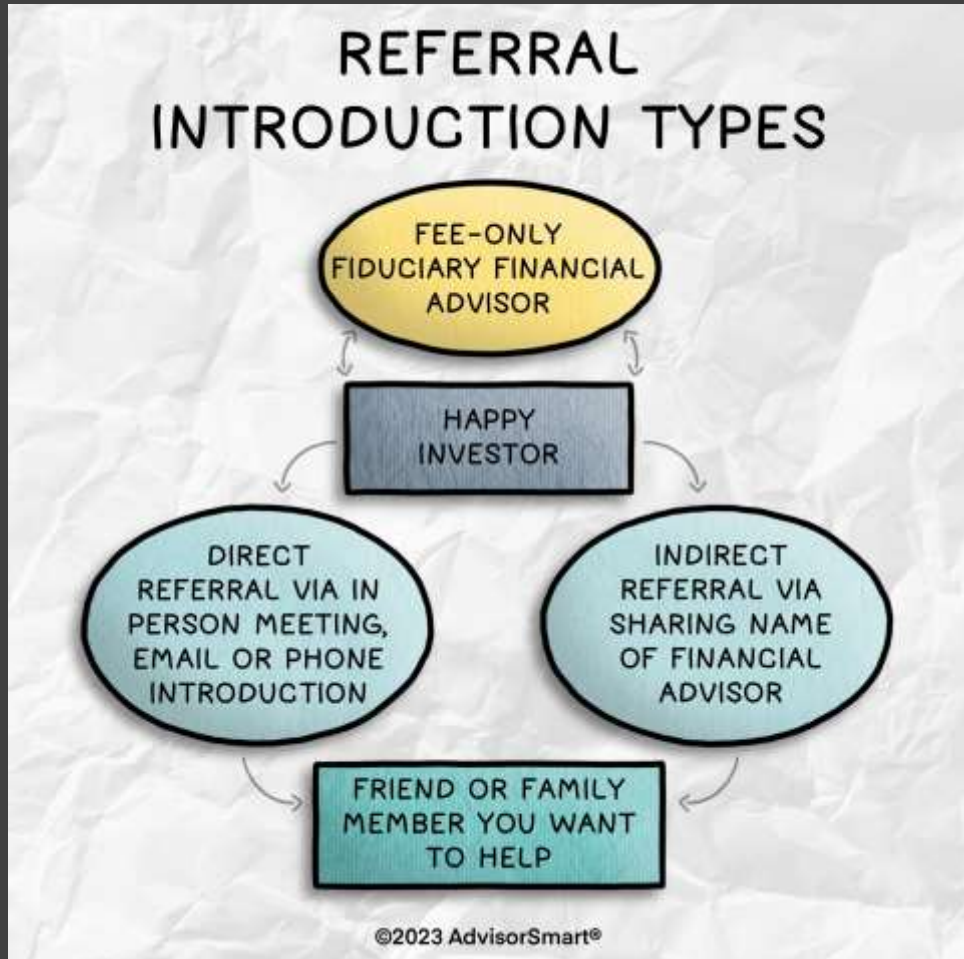 REFERRAL
INTRODUCTION TYPES
FEE-ONLY
FIDUCIARY FINANCIAL
ADVISOR
HAPPY
INVESTOR
DIRECT
REFERRAL VIA IN
PERSON MEETING,
EMAIL OR PHONE
INTRODUCTION
INDIRECT
REFERRAL VIA
SHARING NAME
OF FINANCIAL
ADVISOR
FRIEND OR FAMILY
MEMBER YOU WANT
TO HELP
©2023 AdvisorSmart®